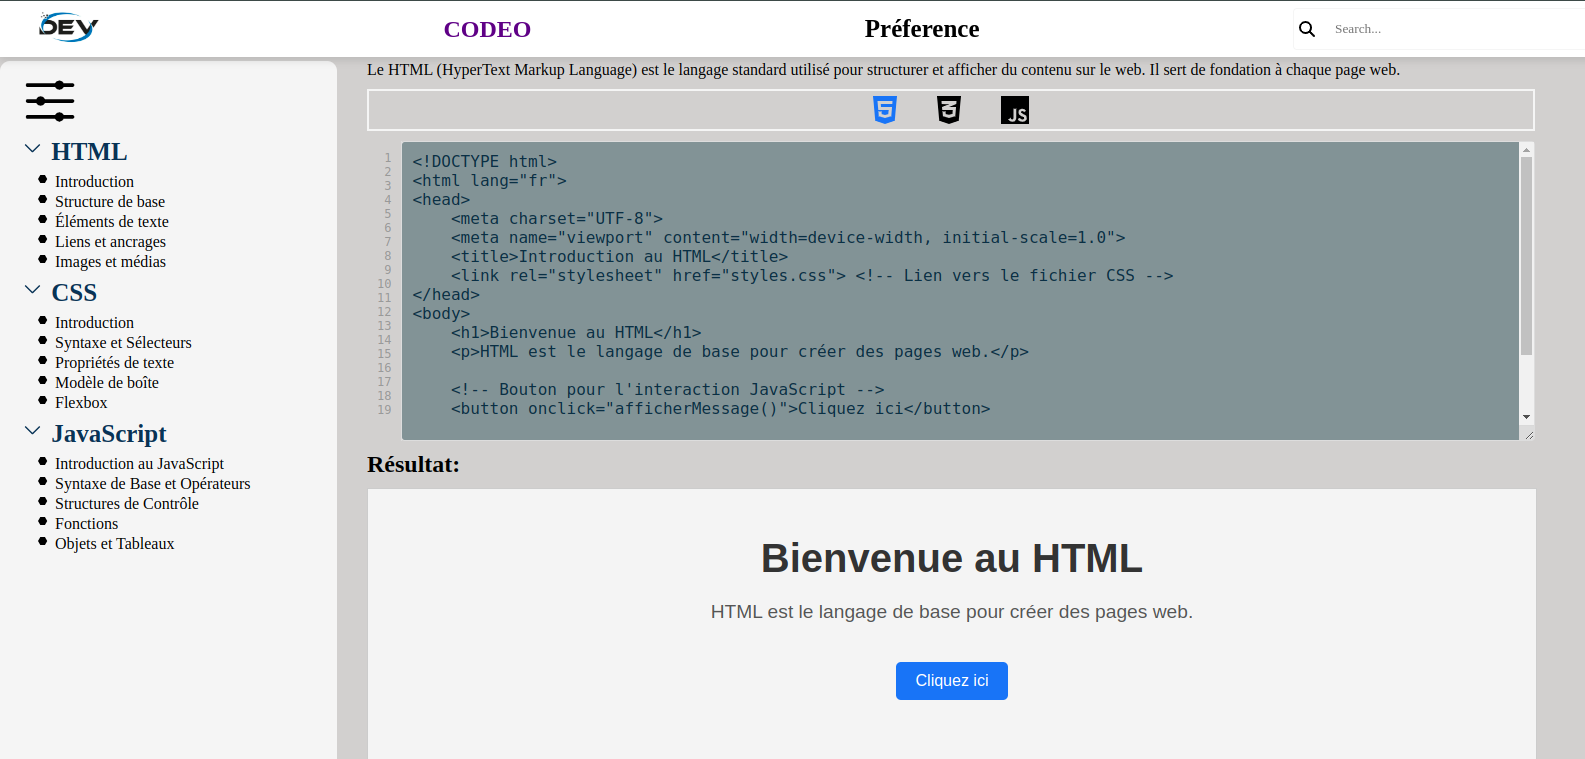 DEV
CODEO
Préference
Search...
Le HTML (HyperText Markup Language) est le langage standard utilisé pour structurer et afficher du contenu sur le web. Il sert de fondation à chaque page web.
HTML
Introduction
Structure de base
Éléments de texte
Liens et ancrages
Images et médias
CSS
Introduction
Syntaxe et Sélecteurs
Propriétés de texte
Modèle de boîte
Flexbox
JavaScript
Introduction au JavaScript
Syntaxe de Base et Opérateurs
Structures de Contrôle
Fonctions
Objets et Tableaux
5
3
JS
1
2
3
4
5
6
7
8
9
10
11
12
13
14
15
16
17
18
19
<!DOCTYPE html>
<html lang="fr">
<head>
    <meta charset="UTF-8">
    <meta name="viewport" content="width=device-width, initial-scale=1.0">
    <title>Introduction au HTML</title>
    <link rel="stylesheet" href="styles.css"> <!-- Lien vers le fichier CSS -->
</head>
<body>
    <h1>Bienvenue au HTML</h1>
    <p>HTML est le langage de base pour créer des pages web.</p>

    <!-- Bouton pour l'interaction JavaScript -->
    <button onclick="afficherMessage()">Cliquez ici</button>
Résultat:
Bienvenue au HTML
HTML est le langage de base pour créer des pages web.
Cliquez ici